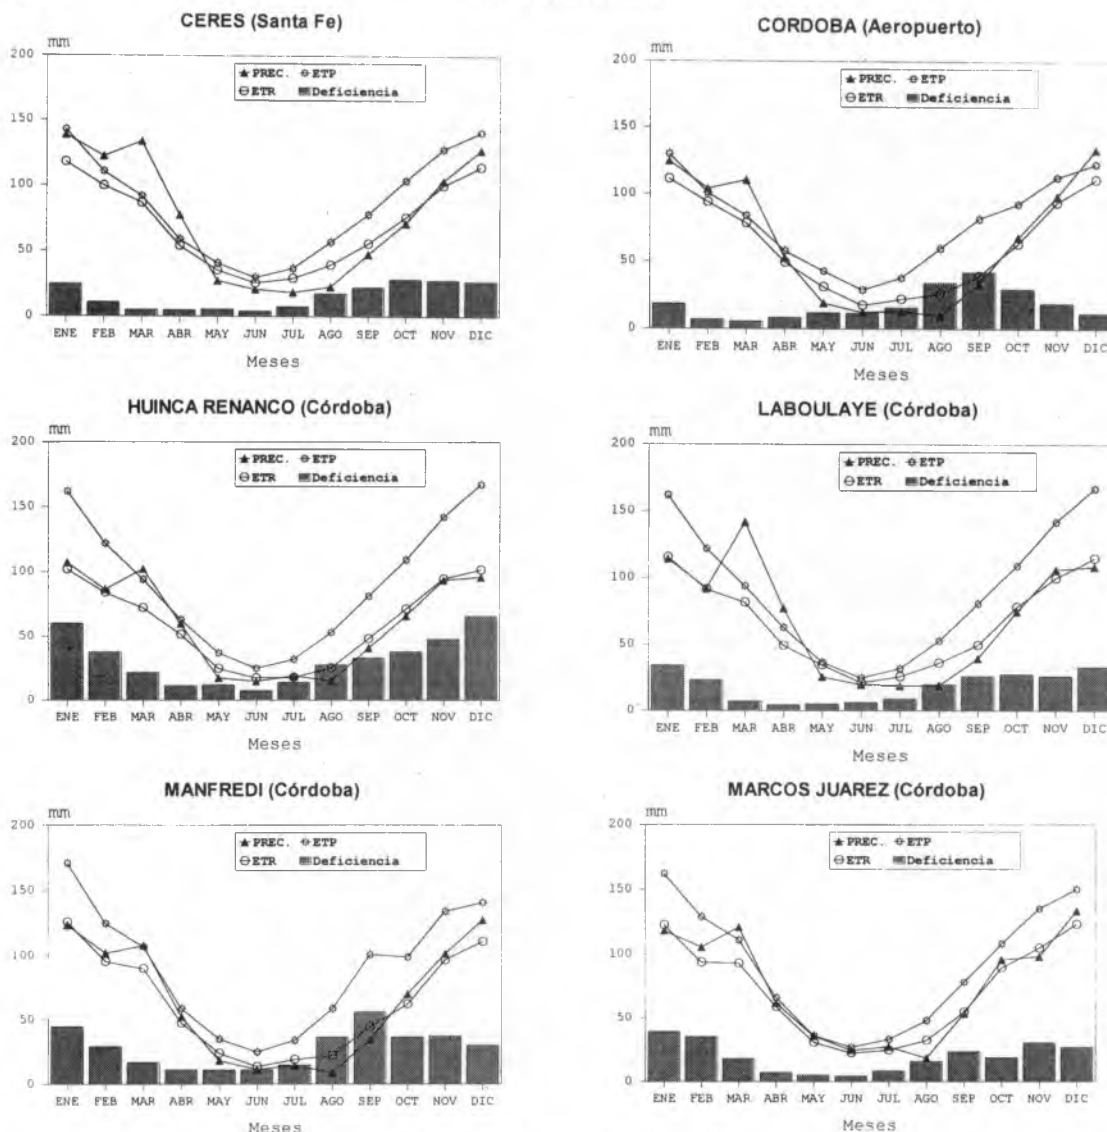 CERES (Santa Fe)
mm
200
150
100
50
0
PREC. ETP
ETR Deficiencia
ENE FEB MAR ABR MAY JUN JUL AGO SEP OCT NOV DIC
Meses
CORDOBA (Aeropuerto)
mm
200
150
100
50
0
PREC. ETP
ETR Deficiencia
ENE FEB MAR ABR MAY JUN JUL AGO SEP OCT NOV DIC
Meses
HUINCA RENANCO (Córdoba)
mm
200
150
100
50
0
PREC. ETP
ETR Deficiencia
ENE FEB MAR ABR MAY JUN JUL AGO SEP OCT NOV DIC
Meses
LABOULAYE (Córdoba)
mm
200
150
100
50
0
PREC. ETP
ETR Deficiencia
ENE FEB MAR ABR MAY JUN JUL AGO SEP OCT NOV DIC
Meses
MANFREDI (Córdoba)
mm
200
150
100
50
0
PREC. ETP
ETR Deficiencia
ENE FEB MAR ABR MAY JUN JUL AGO SEP OCT NOV DIC
Meses
MARCOS JUAREZ (Córdoba)
mm
200
150
100
50
0
PREC. ETP
ETR Deficiencia
ENE FEB MAR ABR MAY JUN JUL AGO SEP OCT NOV DIC
Meses